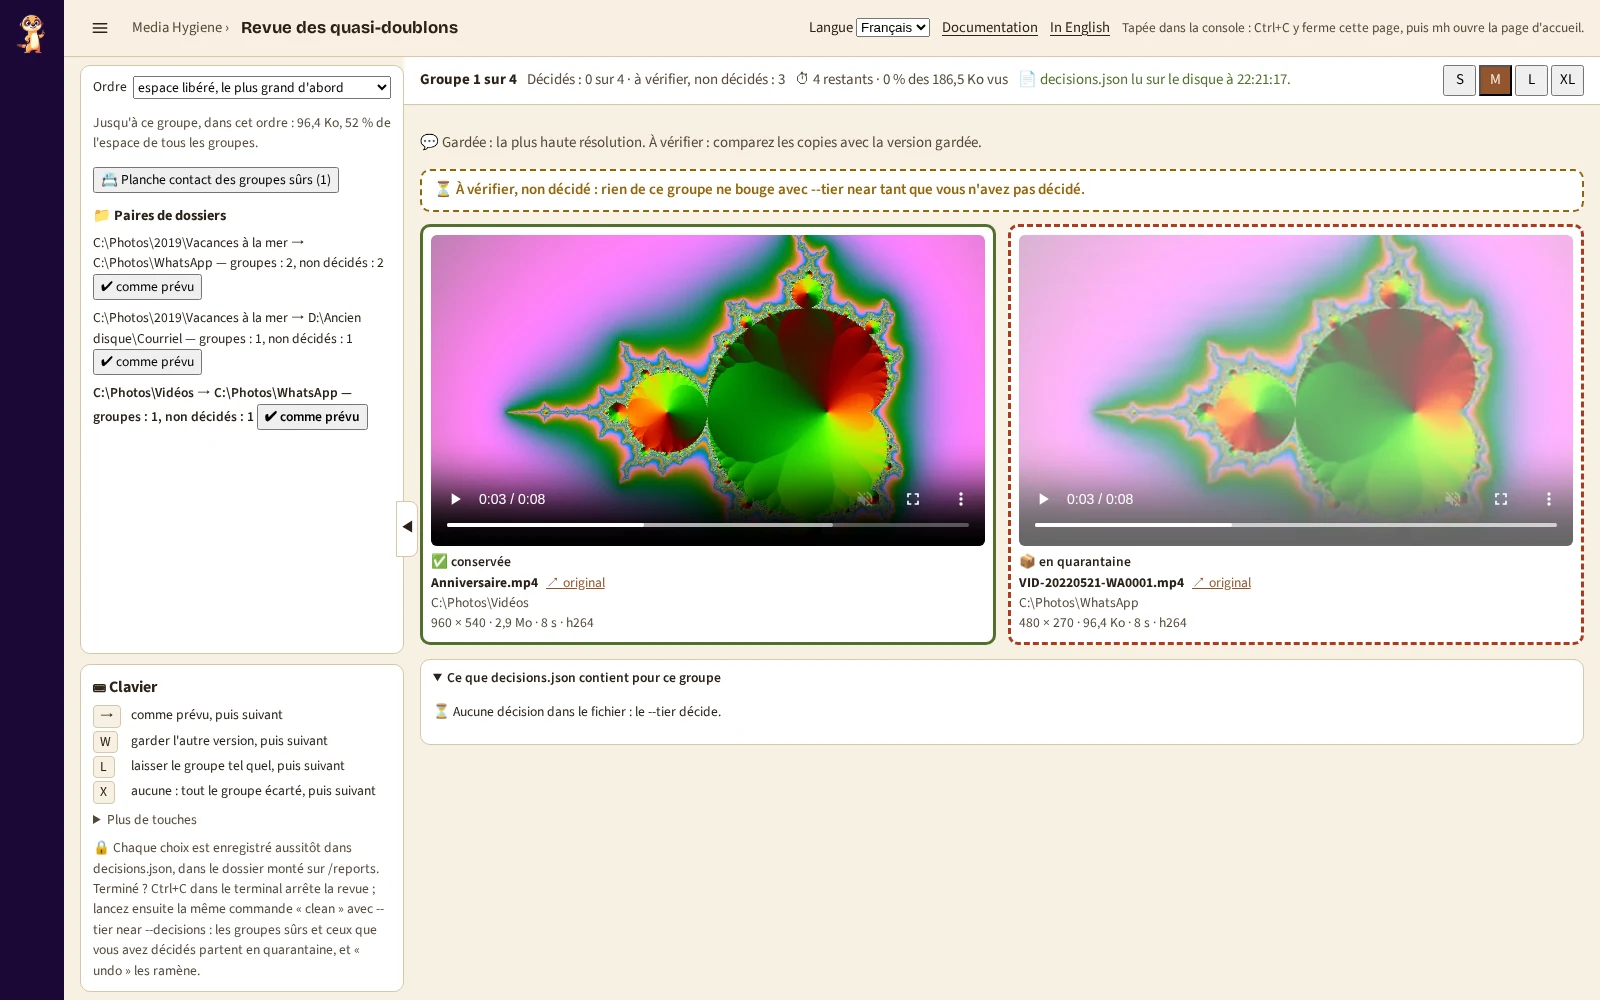 Media Hygiene › Revue des quasi-doublons
Langue Français Documentation In English Tapée dans la console : Ctrl+C y ferme cette page, puis mh ouvre la page d'accueil.
Ordre espace libéré, le plus grand d'abord
Jusqu'à ce groupe, dans cet ordre : 96,4 Ko, 52 % de
l'espace de tous les groupes.
📇 Planche contact des groupes sûrs (1)
📁 Paires de dossiers
C:\Photos\2019\Vacances à la mer →
C:\Photos\WhatsApp — groupes : 2, non décidés : 2
✔ comme prévu
C:\Photos\2019\Vacances à la mer → D:\Ancien
disque\Courriel — groupes : 1, non décidés : 1
✔ comme prévu
C:\Photos\Vidéos → C:\Photos\WhatsApp —
groupes : 1, non décidés : 1 ✔ comme prévu
⌨ Clavier
→ comme prévu, puis suivant
W garder l'autre version, puis suivant
L laisser le groupe tel quel, puis suivant
X aucune : tout le groupe écarté, puis suivant
▶ Plus de touches
🔒 Chaque choix est enregistré aussitôt dans
decisions.json, dans le dossier monté sur /reports.
Terminé ? Ctrl+C dans le terminal arrête la revue ;
lancez ensuite la même commande « clean » avec --
tier near --decisions : les groupes sûrs et ceux que
vous avez décidés partent en quarantaine, et «
undo » les ramène.
Groupe 1 sur 4 Décidés : 0 sur 4 · à vérifier, non décidés : 3 ⏱ 4 restants · 0 % des 186,5 Ko vus 📄 decisions.json lu sur le disque à 22:21:17.
S M L XL
💬 Gardée : la plus haute résolution. À vérifier : comparez les copies avec la version gardée.
⏳ À vérifier, non décidé : rien de ce groupe ne bouge avec --tier near tant que vous n'avez pas décidé.
0:03 / 0:08
✅ conservée
Anniversaire.mp4 ↗ original
C:\Photos\Vidéos
960 × 540 · 2,9 Mo · 8 s · h264
0:03 / 0:08
📦 en quarantaine
VID-20220521-WA0001.mp4 ↗ original
C:\Photos\WhatsApp
480 × 270 · 96,4 Ko · 8 s · h264
▼ Ce que decisions.json contient pour ce groupe
⏳ Aucune décision dans le fichier : le --tier décide.